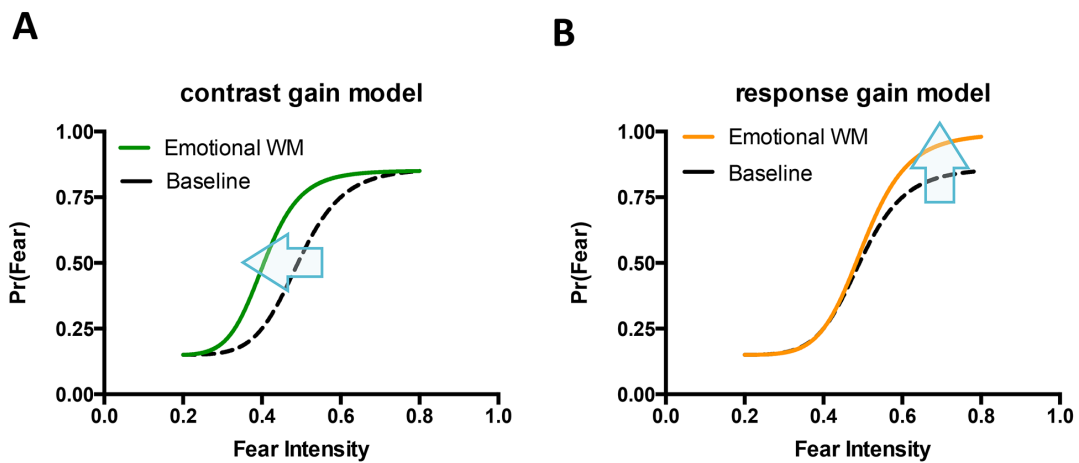 A
contrast gain model
Emotional WM
Baseline
Pr(Fear)
1.00
0.75
0.50
0.25
0.00
0.0
0.2
0.4
0.6
0.8
1.0
Fear Intensity
B
response gain model
Emotional WM
Baseline
Pr(Fear)
1.00
0.75
0.50
0.25
0.00
0.0
0.2
0.4
0.6
0.8
1.0
Fear Intensity